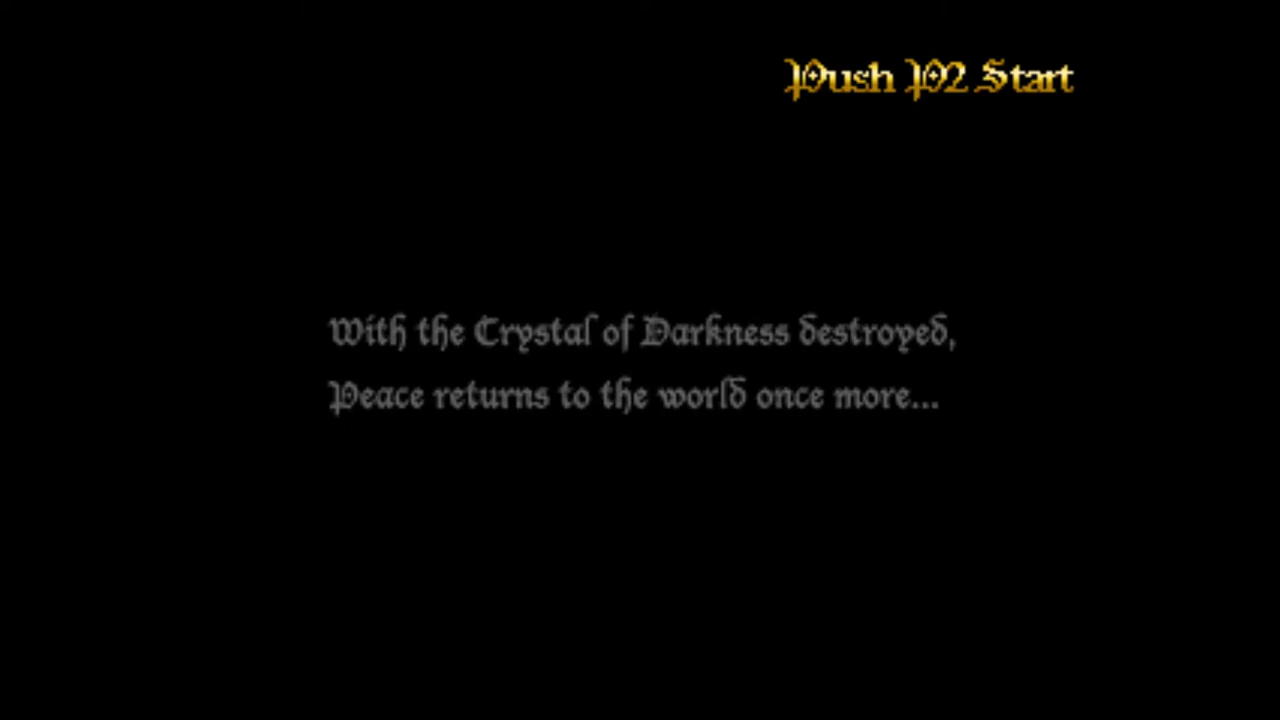 Push P2 Start
With the Crystal of Darkness destroyed,
Peace returns to the world once more...